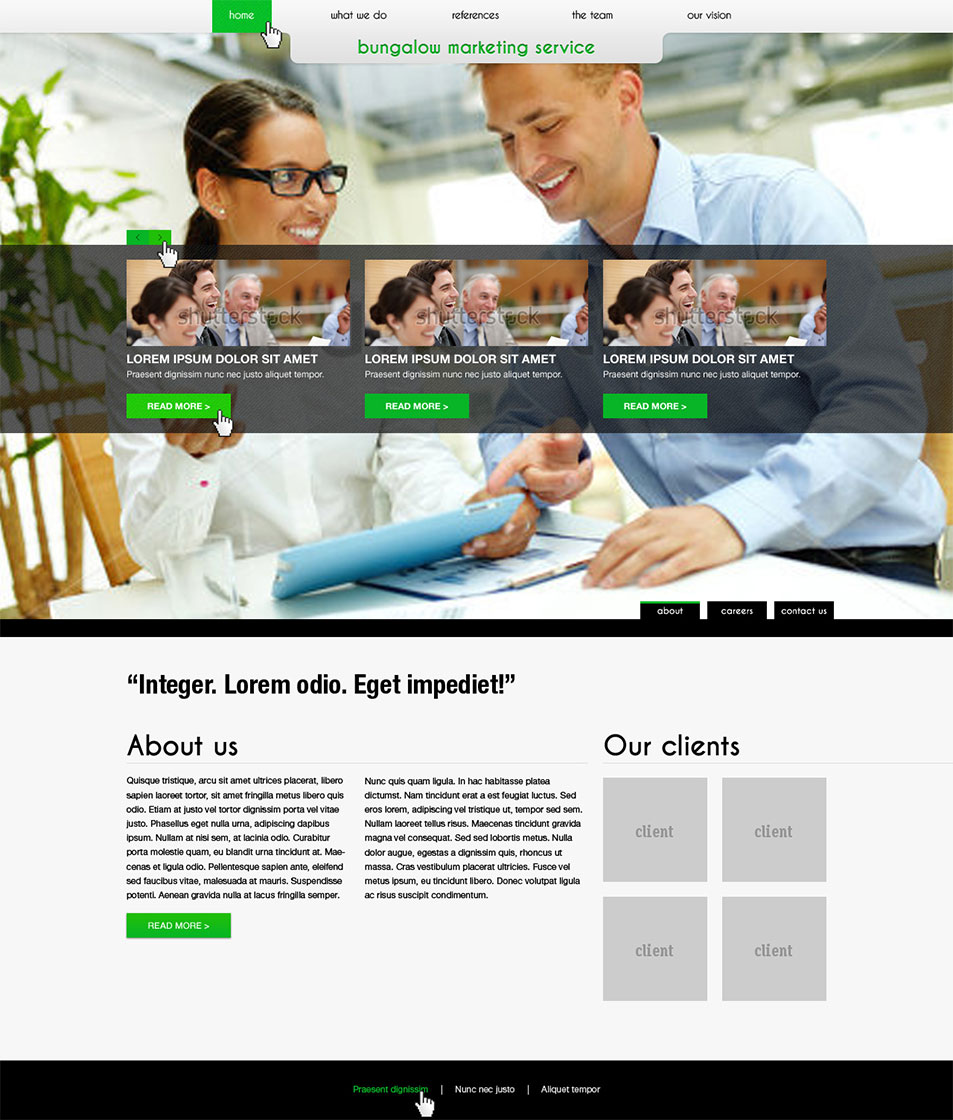 home
what we do
references
the team
our vision
bungalow marketing service
< >
shutterstock
shutterstock
shutterstock
LOREM IPSUM DOLOR SIT AMET
Praesent dignissim nunc nec justo aliquet tempor.
READ MORE >
LOREM IPSUM DOLOR SIT AMET
Praesent dignissim nunc nec justo aliquet tempor.
READ MORE >
LOREM IPSUM DOLOR SIT AMET
Praesent dignissim nunc nec justo aliquet tempor.
READ MORE >
about
careers
contact us
“Integer. Lorem odio. Eget impediet!”
About us
Quisque tristique, arcu sit amet ultrices placerat, libero
sapien laoreet tortor, sit amet fringilla metus libero quis
odio. Etiam at justo vel tortor dignissim porta vel vitae
justo. Phasellus eget nulla urna, adipiscing dapibus
ipsum. Nullam at nisi sem, at lacinia odio. Curabitur
porta molestie quam, eu blandit urna tincidunt at. Mae-
cenas et ligula odio. Pellentesque sapien ante, eleifend
sed faucibus vitae, malesuada at mauris. Suspendisse
potenti. Aenean gravida nulla at lacus fringilla semper.
READ MORE >
Nunc quis quam ligula. In hac habitasse platea
dictumst. Nam tincidunt erat a est feugiat luctus. Sed
eros lorem, adipiscing vel tristique ut, tempor sed sem.
Nullam laoreet tellus risus. Maecenas tincidunt gravida
magna vel consequat. Sed sed lobortis metus. Nulla
dolor augue, egestas a dignissim quis, rhoncus ut
massa. Cras vestibulum placerat ultricies. Fusce vel
metus ipsum, eu tincidunt libero. Donec volutpat ligula
ac risus suscipit condimentum.
Our clients
client
client
client
client
Praesent dignissim | Nunc nec justo | Aliquet tempor